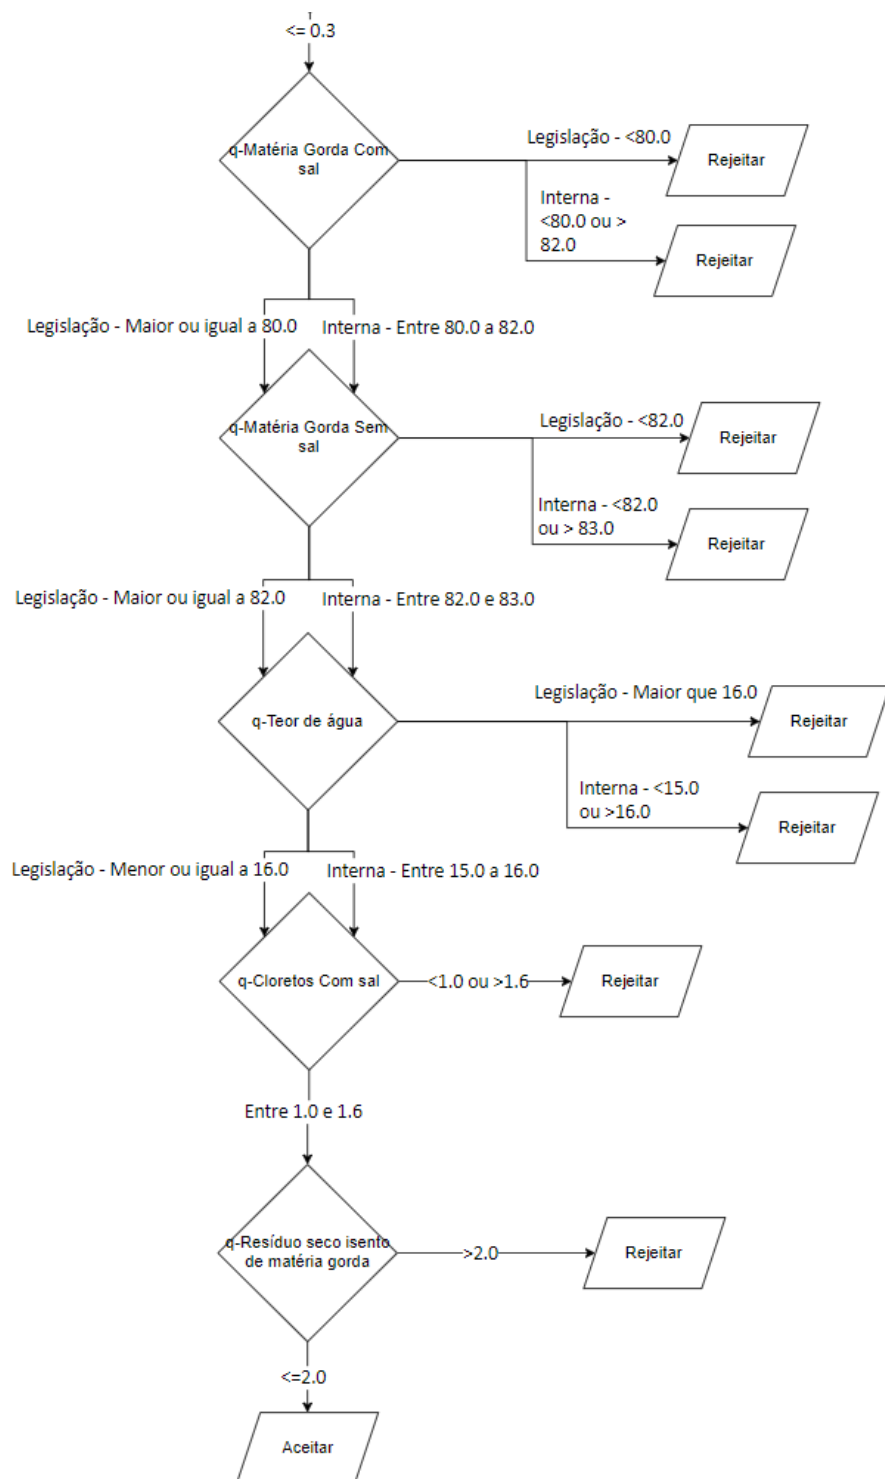 <= 0.3
q-Matéria Gorda Com
sal
Legislação - <80.0
Rejeitar
Interna -
<80.0 ou >
82.0
Rejeitar
Legislação - Maior ou igual a 80.0
Interna - Entre 80.0 a 82.0
q-Matéria Gorda Sem
sal
Legislação - <82.0
Rejeitar
Interna - <82.0
ou > 83.0
Rejeitar
Legislação - Maior ou igual a 82.0
Interna - Entre 82.0 e 83.0
q-Teor de água
Legislação - Maior que 16.0
Rejeitar
Interna - <15.0
ou >16.0
Rejeitar
Legislação - Menor ou igual a 16.0
Interna - Entre 15.0 a 16.0
q-Cloretos Com sal
<1.0 ou >1.6
Rejeitar
Entre 1.0 e 1.6
q-Resíduo seco isento
de matéria gorda
>2.0
Rejeitar
<=2.0
Aceitar